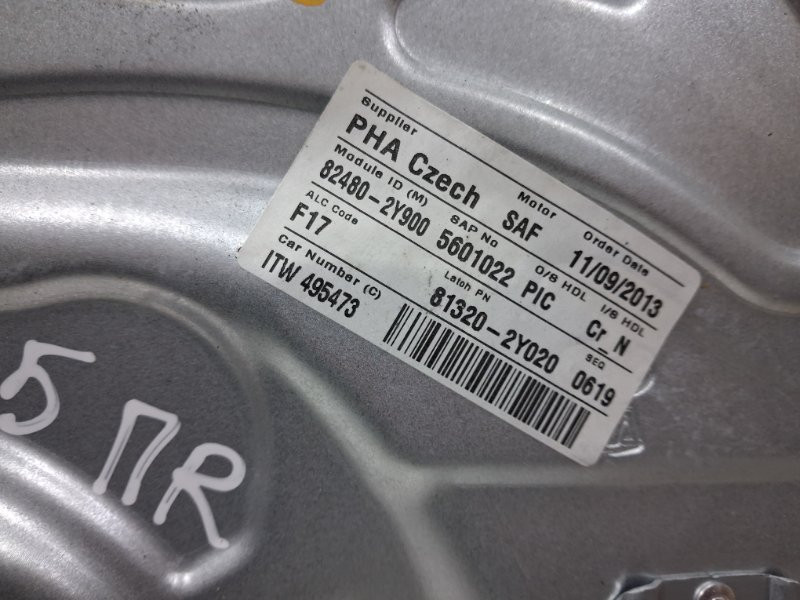 Supplier Motor Order Date
PHA Czech SAF 11/09/2013
Module ID (M) SAP No O/S HDL I/S HDL
82480-2Y900 5601022 PIC Cr_N
ALC Code Latch PN SEQ
F17 81320-2Y020 0619
Car Number (C)
ITW 495473
5 ПR